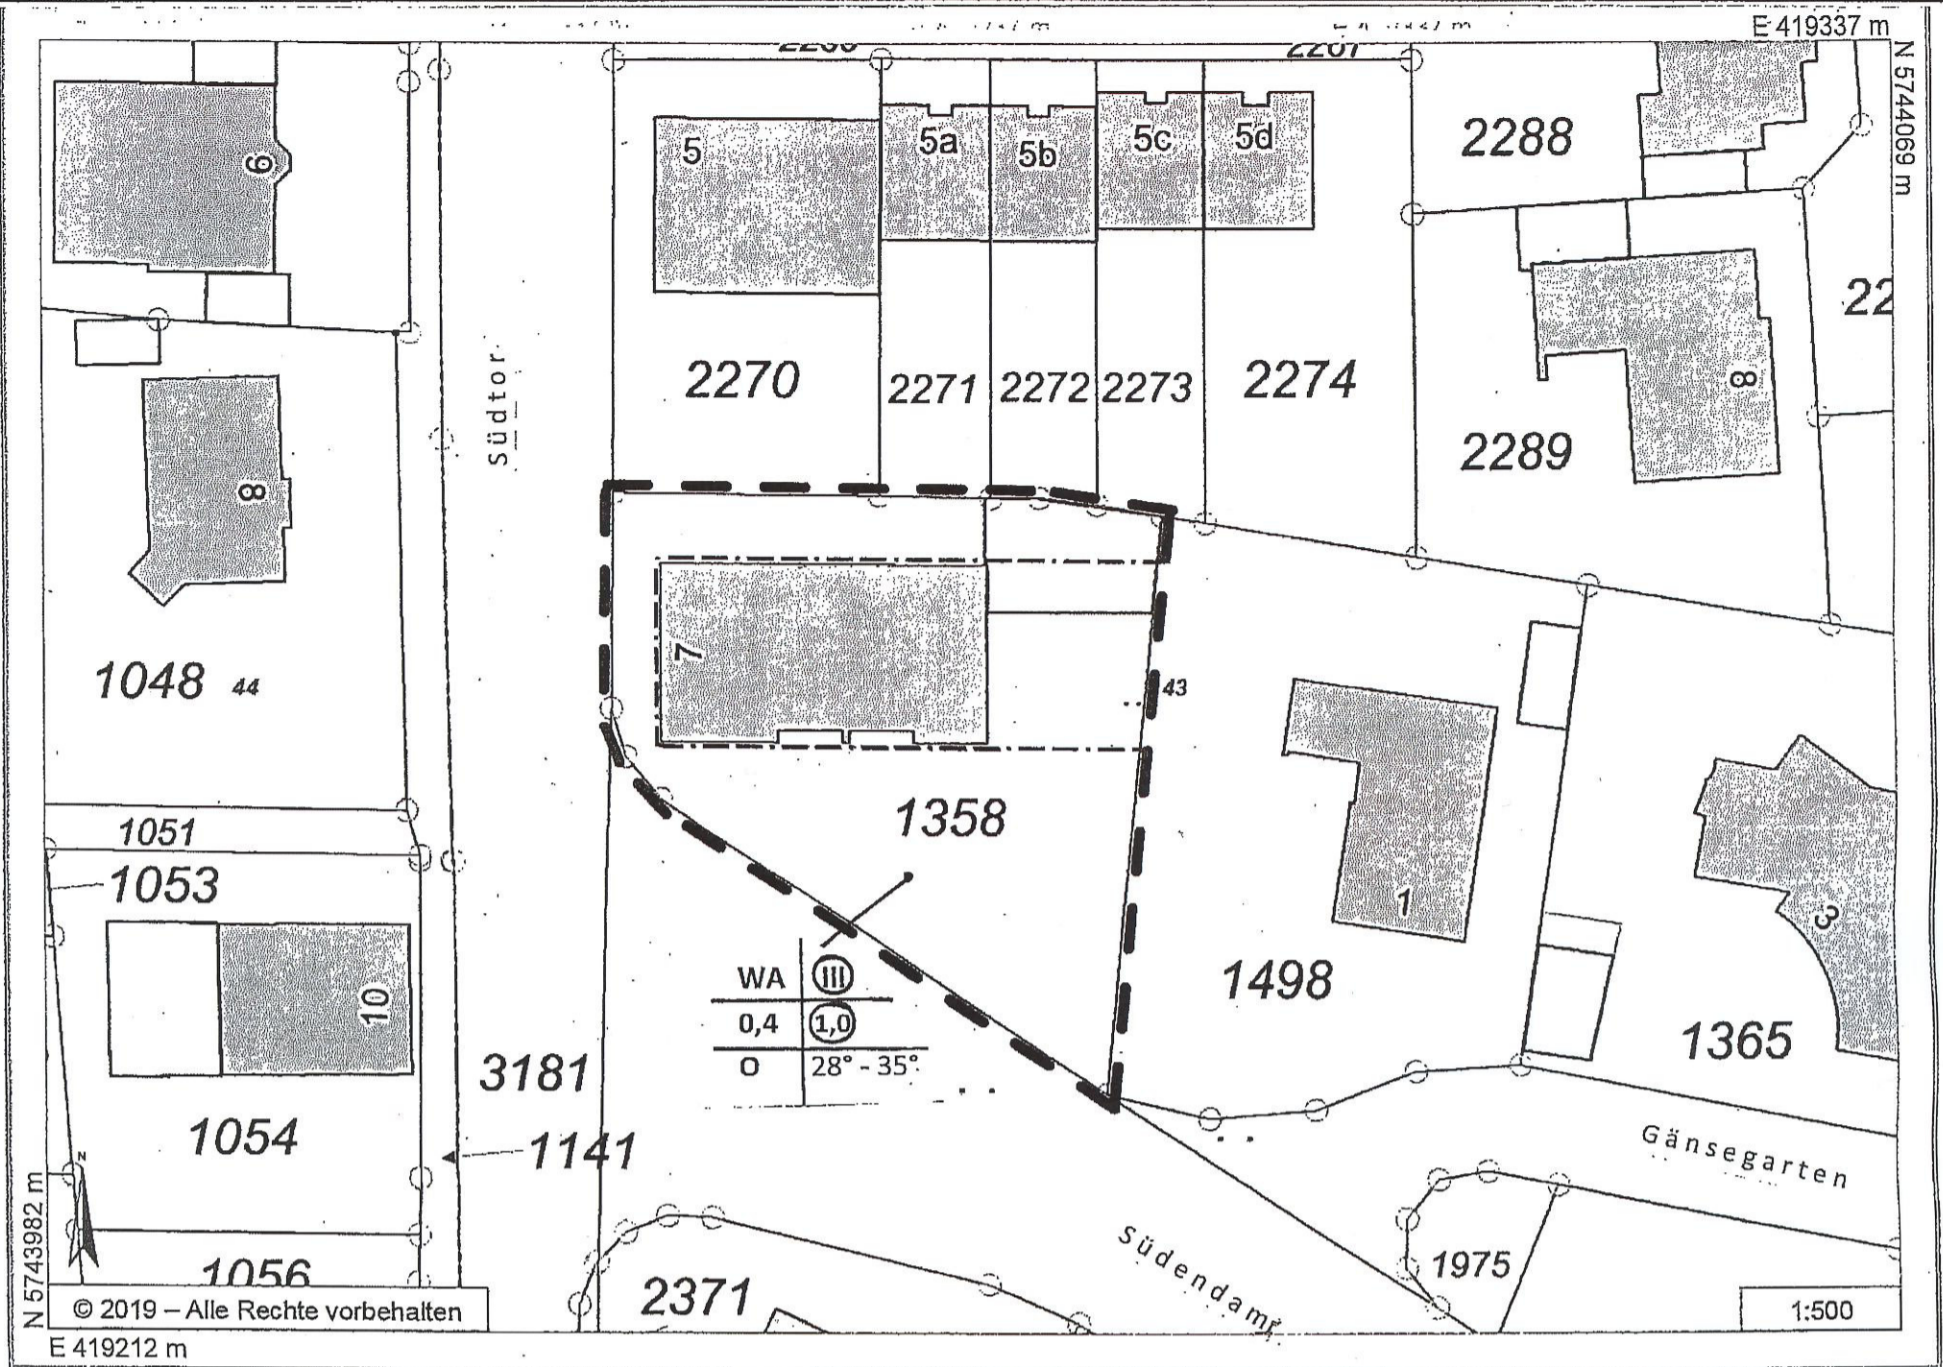 E 419337 m
N 5744069 m
5
5a
5b
5c
5d
2288
6
22
Südtor
2270
2271
2272
2273
2274
8
2289
8
7
1048
44
43
1358
1051
1053
1
3
WA
III
0,4
1,0
O
28° - 35°
10
1498
1365
3181
1054
1141
Gänsegarten
N 5743982 m
N
1056
2371
Südendamm
1975
© 2019 – Alle Rechte vorbehalten
1:500
E 419212 m